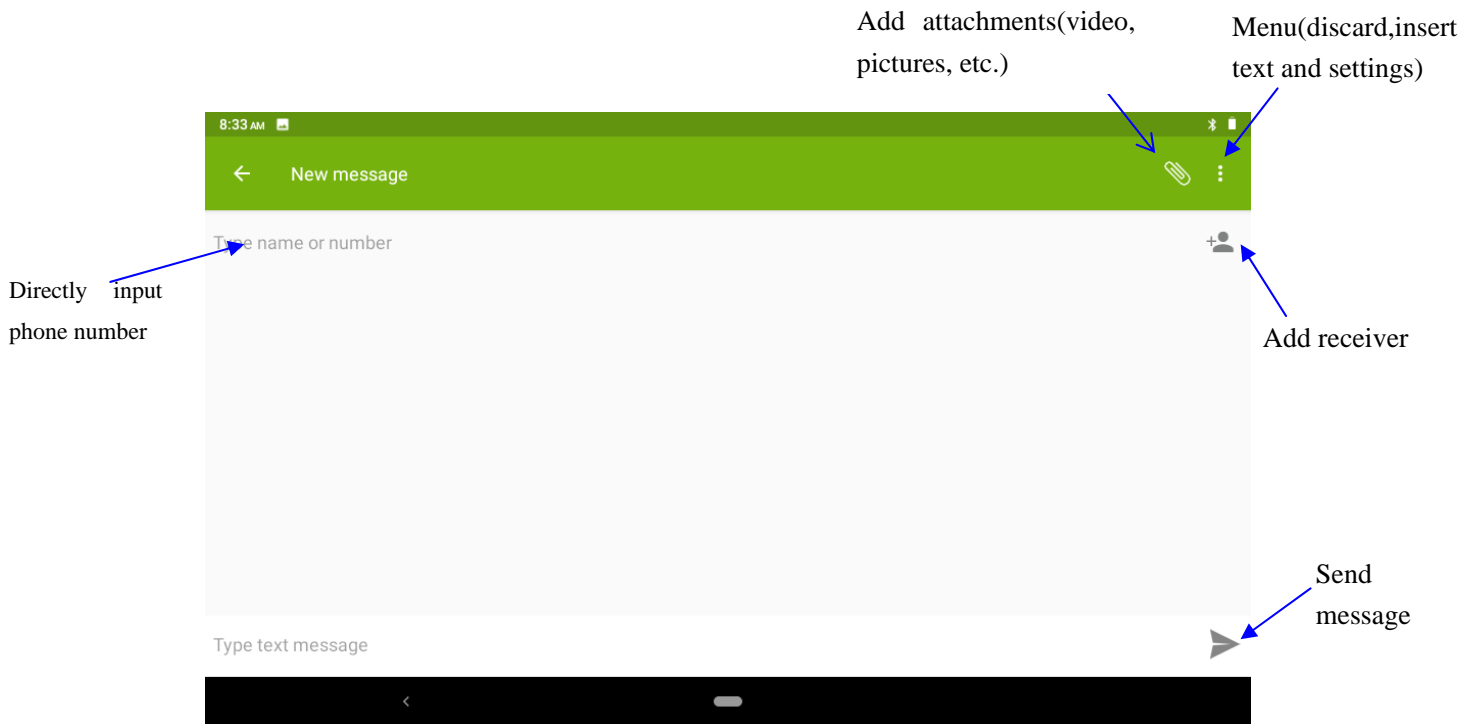 Add attachments(video,
pictures, etc.)
Menu(discard,insert
text and settings)
8:33 AM
New message
Type name or number
Directly input
phone number
Add receiver
Send
message
Type text message